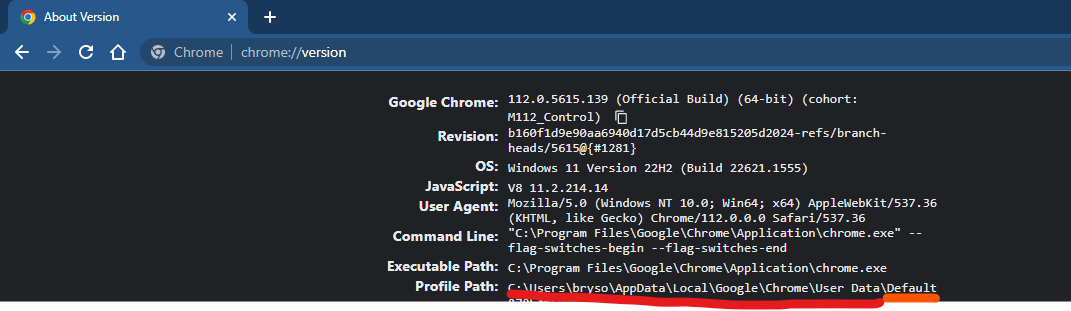 About Version
Chrome | chrome://version
Google Chrome: 112.0.5615.139 (Official Build) (64-bit) (cohort:
M112_Control)
Revision: b160f1d9e90aa6940d17d5cb44d9e815205d2024-refs/branch-
heads/5615@{#1281}
OS: Windows 11 Version 22H2 (Build 22621.1555)
JavaScript: V8 11.2.214.14
User Agent: Mozilla/5.0 (Windows NT 10.0; Win64; x64) AppleWebKit/537.36
(KHTML, like Gecko) Chrome/112.0.0.0 Safari/537.36
Command Line: "C:\Program Files\Google\Chrome\Application\chrome.exe" --
flag-switches-begin --flag-switches-end
Executable Path: C:\Program Files\Google\Chrome\Application\chrome.exe
Profile Path: C:\Users\bryso\AppData\Local\Google\Chrome\User Data\Default